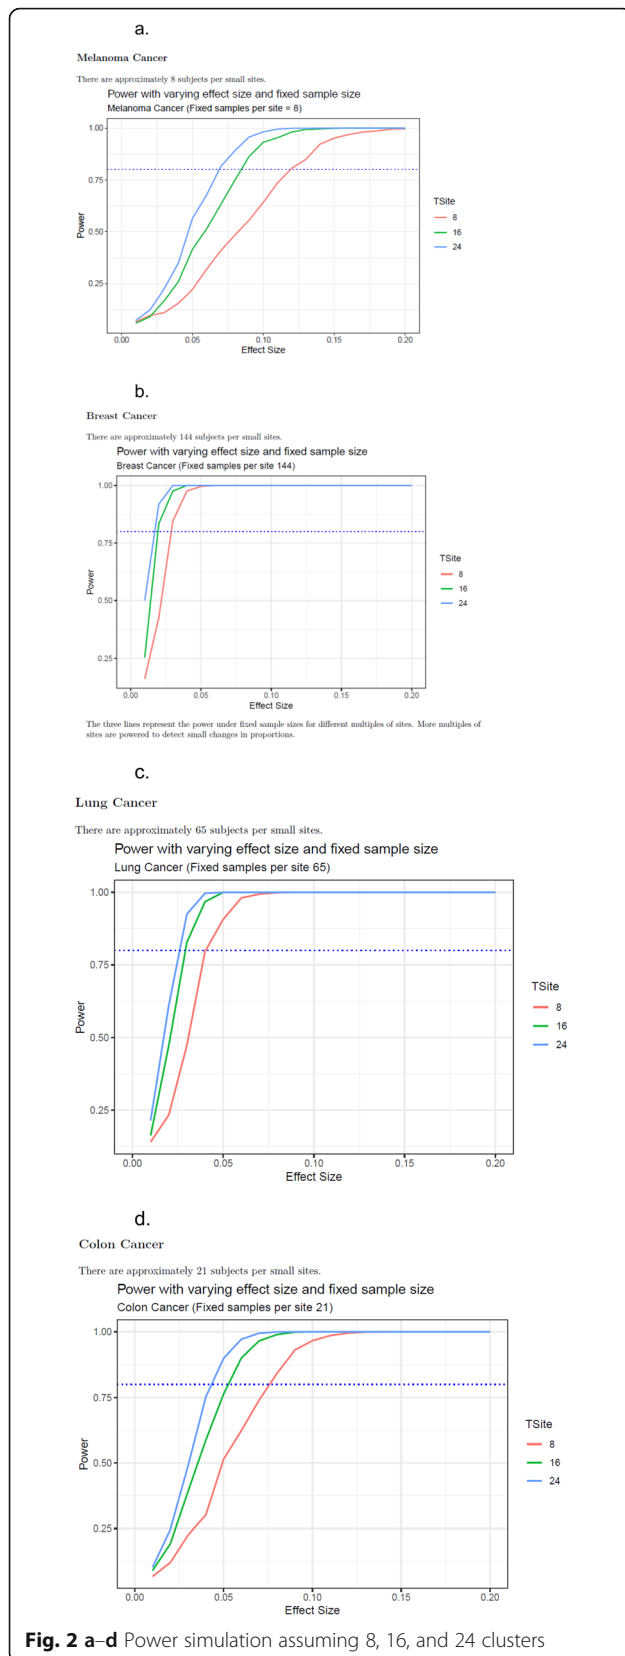 a.
Melanoma Cancer
There are approximately 8 subjects per small sites.
Power with varying effect size and fixed sample size
Melanoma Cancer (Fixed samples per site = 8)
1.00
0.75
0.50
0.25
Power
0.00
0.05
0.10
0.15
0.20
Effect Size
TSite
8
16
24
b.
Breast Cancer
There are approximately 144 subjects per small sites.
Power with varying effect size and fixed sample size
Breast Cancer (Fixed samples per site 144)
1.00
0.75
0.50
0.25
Power
0.00
0.05
0.10
0.15
0.20
Effect Size
TSite
8
16
24
The three lines represent the power under fixed sample sizes for different multiples of sites. More multiples of
sites are powered to detect small changes in proportions.
c.
Lung Cancer
There are approximately 65 subjects per small sites.
Power with varying effect size and fixed sample size
Lung Cancer (Fixed samples per site 65)
1.00
0.75
0.50
0.25
Power
0.00
0.05
0.10
0.15
0.20
Effect Size
TSite
8
16
24
d.
Colon Cancer
There are approximately 21 subjects per small sites.
Power with varying effect size and fixed sample size
Colon Cancer (Fixed samples per site 21)
1.00
0.75
0.50
0.25
Power
0.00
0.05
0.10
0.15
0.20
Effect Size
TSite
8
16
24
Fig. 2 a–d Power simulation assuming 8, 16, and 24 clusters